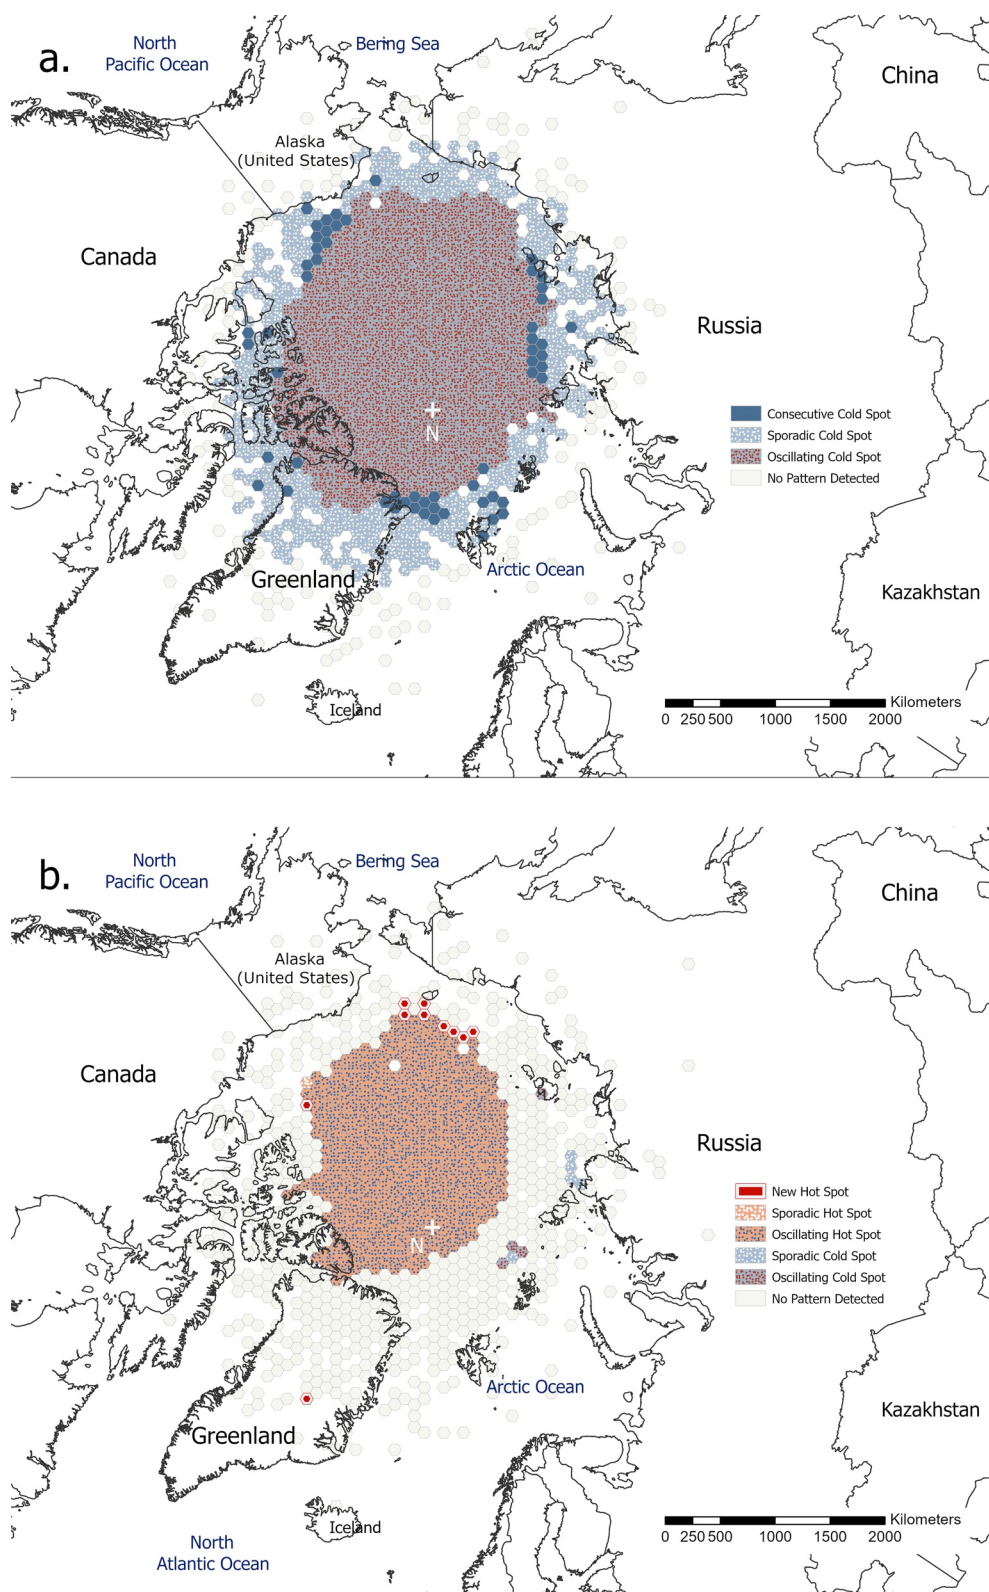 a.
North
Pacific Ocean
Bering Sea
China
Alaska
(United States)
Canada
Russia
N
Consecutive Cold Spot
Sporadic Cold Spot
Oscillating Cold Spot
No Pattern Detected
Greenland
Arctic Ocean
Kazakhstan
Iceland
Kilometers
0 250 500 1000 1500 2000
b.
North
Pacific Ocean
Bering Sea
China
Alaska
(United States)
Canada
Russia
New Hot Spot
Sporadic Hot Spot
Oscillating Hot Spot
Sporadic Cold Spot
Oscillating Cold Spot
No Pattern Detected
N
Arctic Ocean
Greenland
Kazakhstan
Iceland
Kilometers
0 250 500 1000 1500 2000
North
Atlantic Ocean